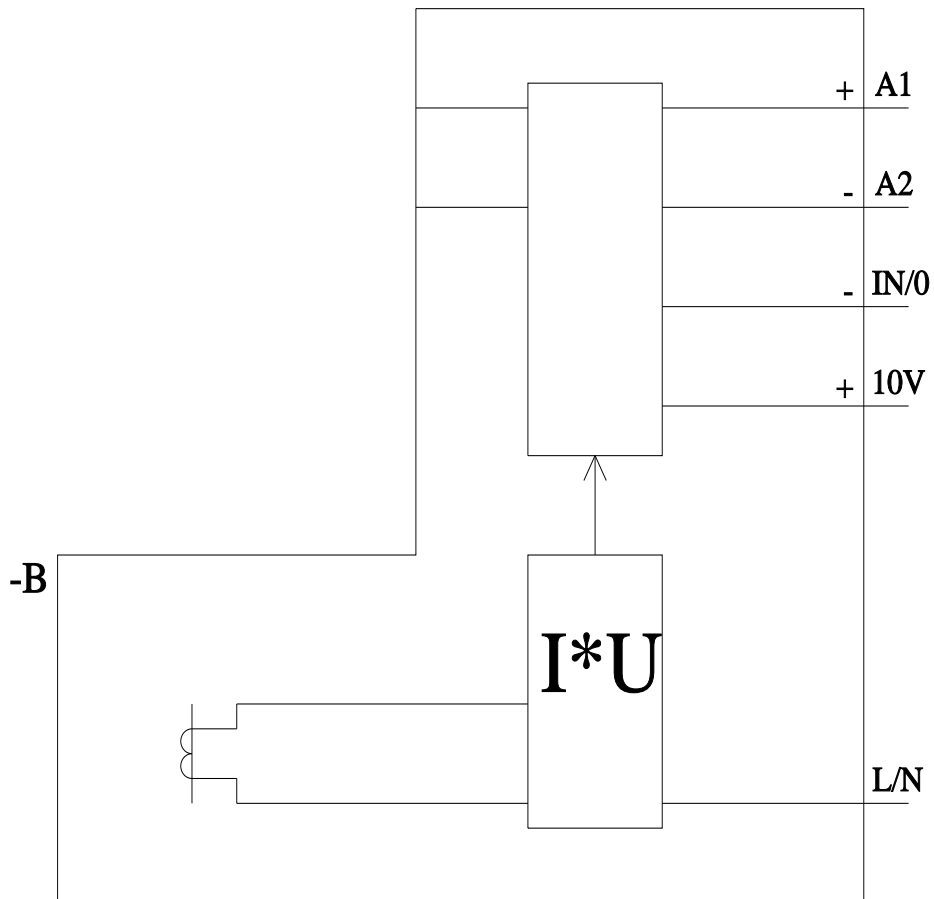 + A1
- A2
- IN/0
+ 10V
-B
I*U
L/N